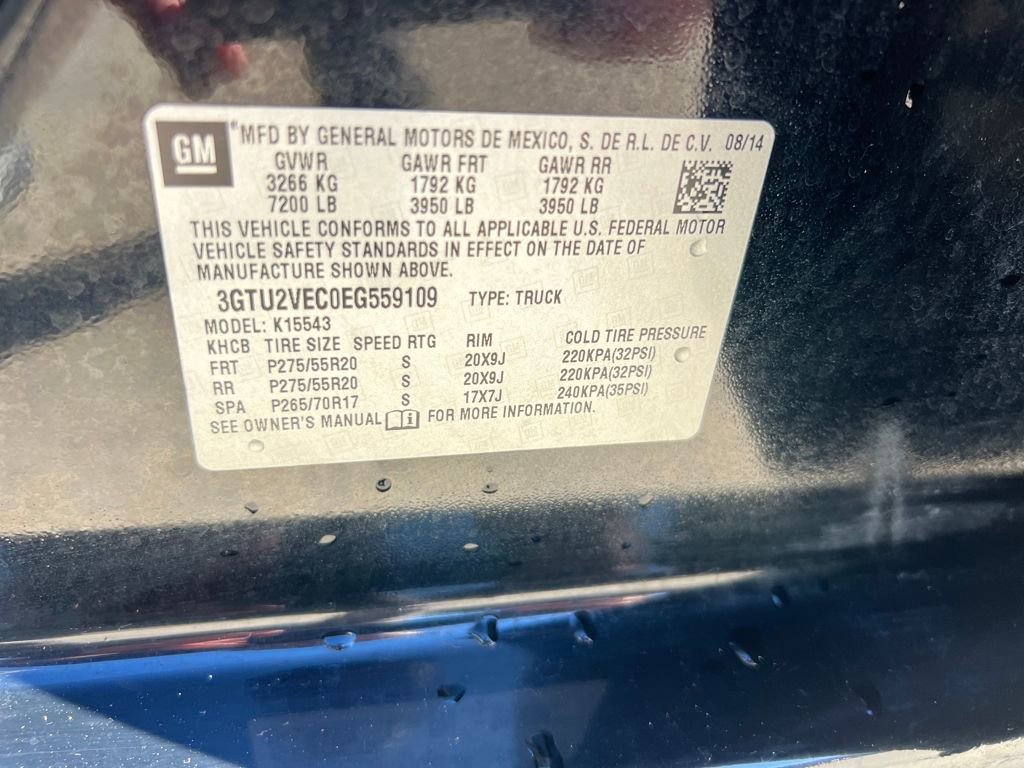 GM
MFD BY GENERAL MOTORS DE MEXICO, S. DE R.L. DE C.V. 08/14
GVWR GAWR FRT GAWR RR
3266 KG 1792 KG 1792 KG
7200 LB 3950 LB 3950 LB
THIS VEHICLE CONFORMS TO ALL APPLICABLE U.S. FEDERAL MOTOR
VEHICLE SAFETY STANDARDS IN EFFECT ON THE DATE OF
MANUFACTURE SHOWN ABOVE.
3GTU2VEC0EG559109 TYPE: TRUCK
MODEL: K15543
KHCB TIRE SIZE SPEED RTG RIM COLD TIRE PRESSURE
FRT P275/55R20 S 20X9J 220KPA(32PSI)
RR P275/55R20 S 20X9J 220KPA(32PSI)
SPA P265/70R17 S 17X7J 240KPA(35PSI)
SEE OWNER'S MANUAL i FOR MORE INFORMATION.